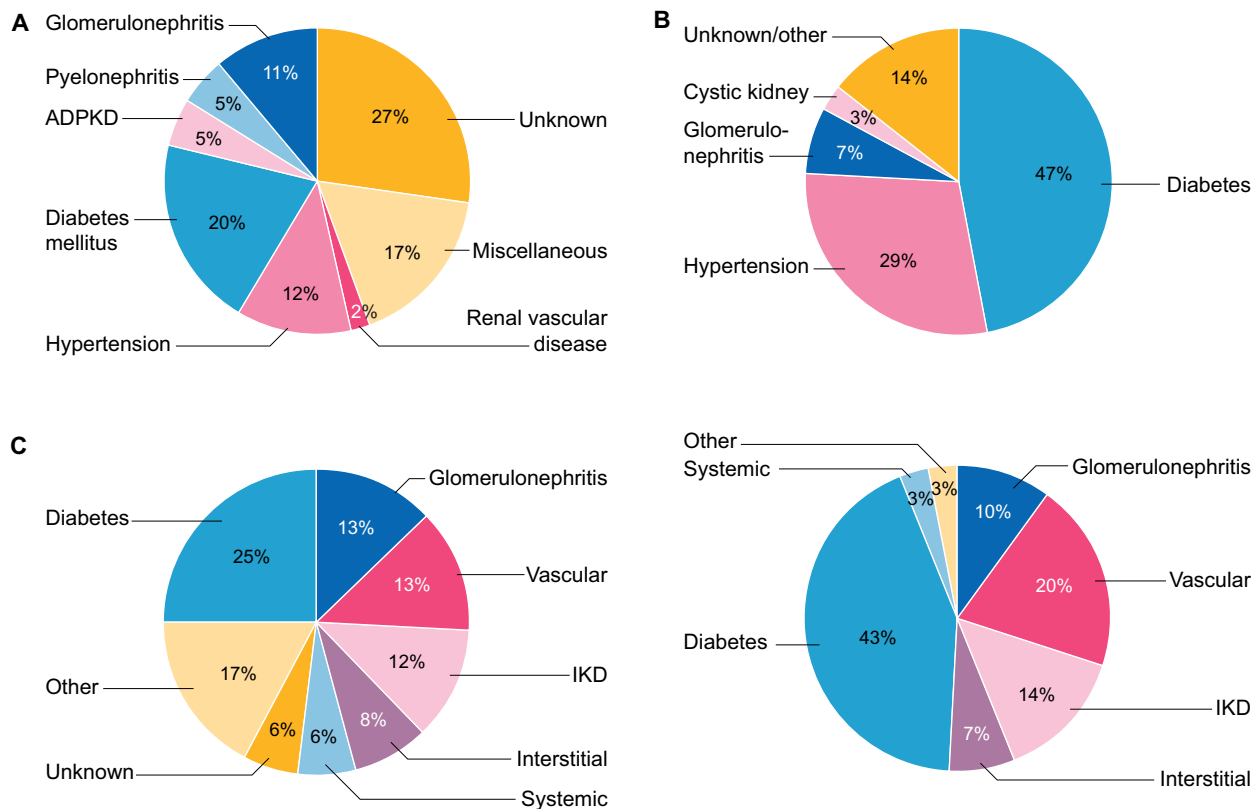 A
Glomerulonephritis
11%
Pyelonephritis
5%
ADPKD
5%
27%
Unknown
Diabetes
mellitus
20%
17%
Miscellaneous
12%
2%
Hypertension
Renal vascular
disease
B
Unknown/other
14%
Cystic kidney
3%
Glomerulo-
nephritis
7%
47%
Diabetes
Hypertension
29%
C
Glomerulonephritis
Diabetes
13%
25%
Vascular
13%
12%
IKD
Other
17%
8%
6%
6%
Interstitial
Unknown
Systemic
Other
Systemic
Glomerulonephritis
3%
3%
10%
Vascular
20%
Diabetes
43%
14%
IKD
7%
Interstitial